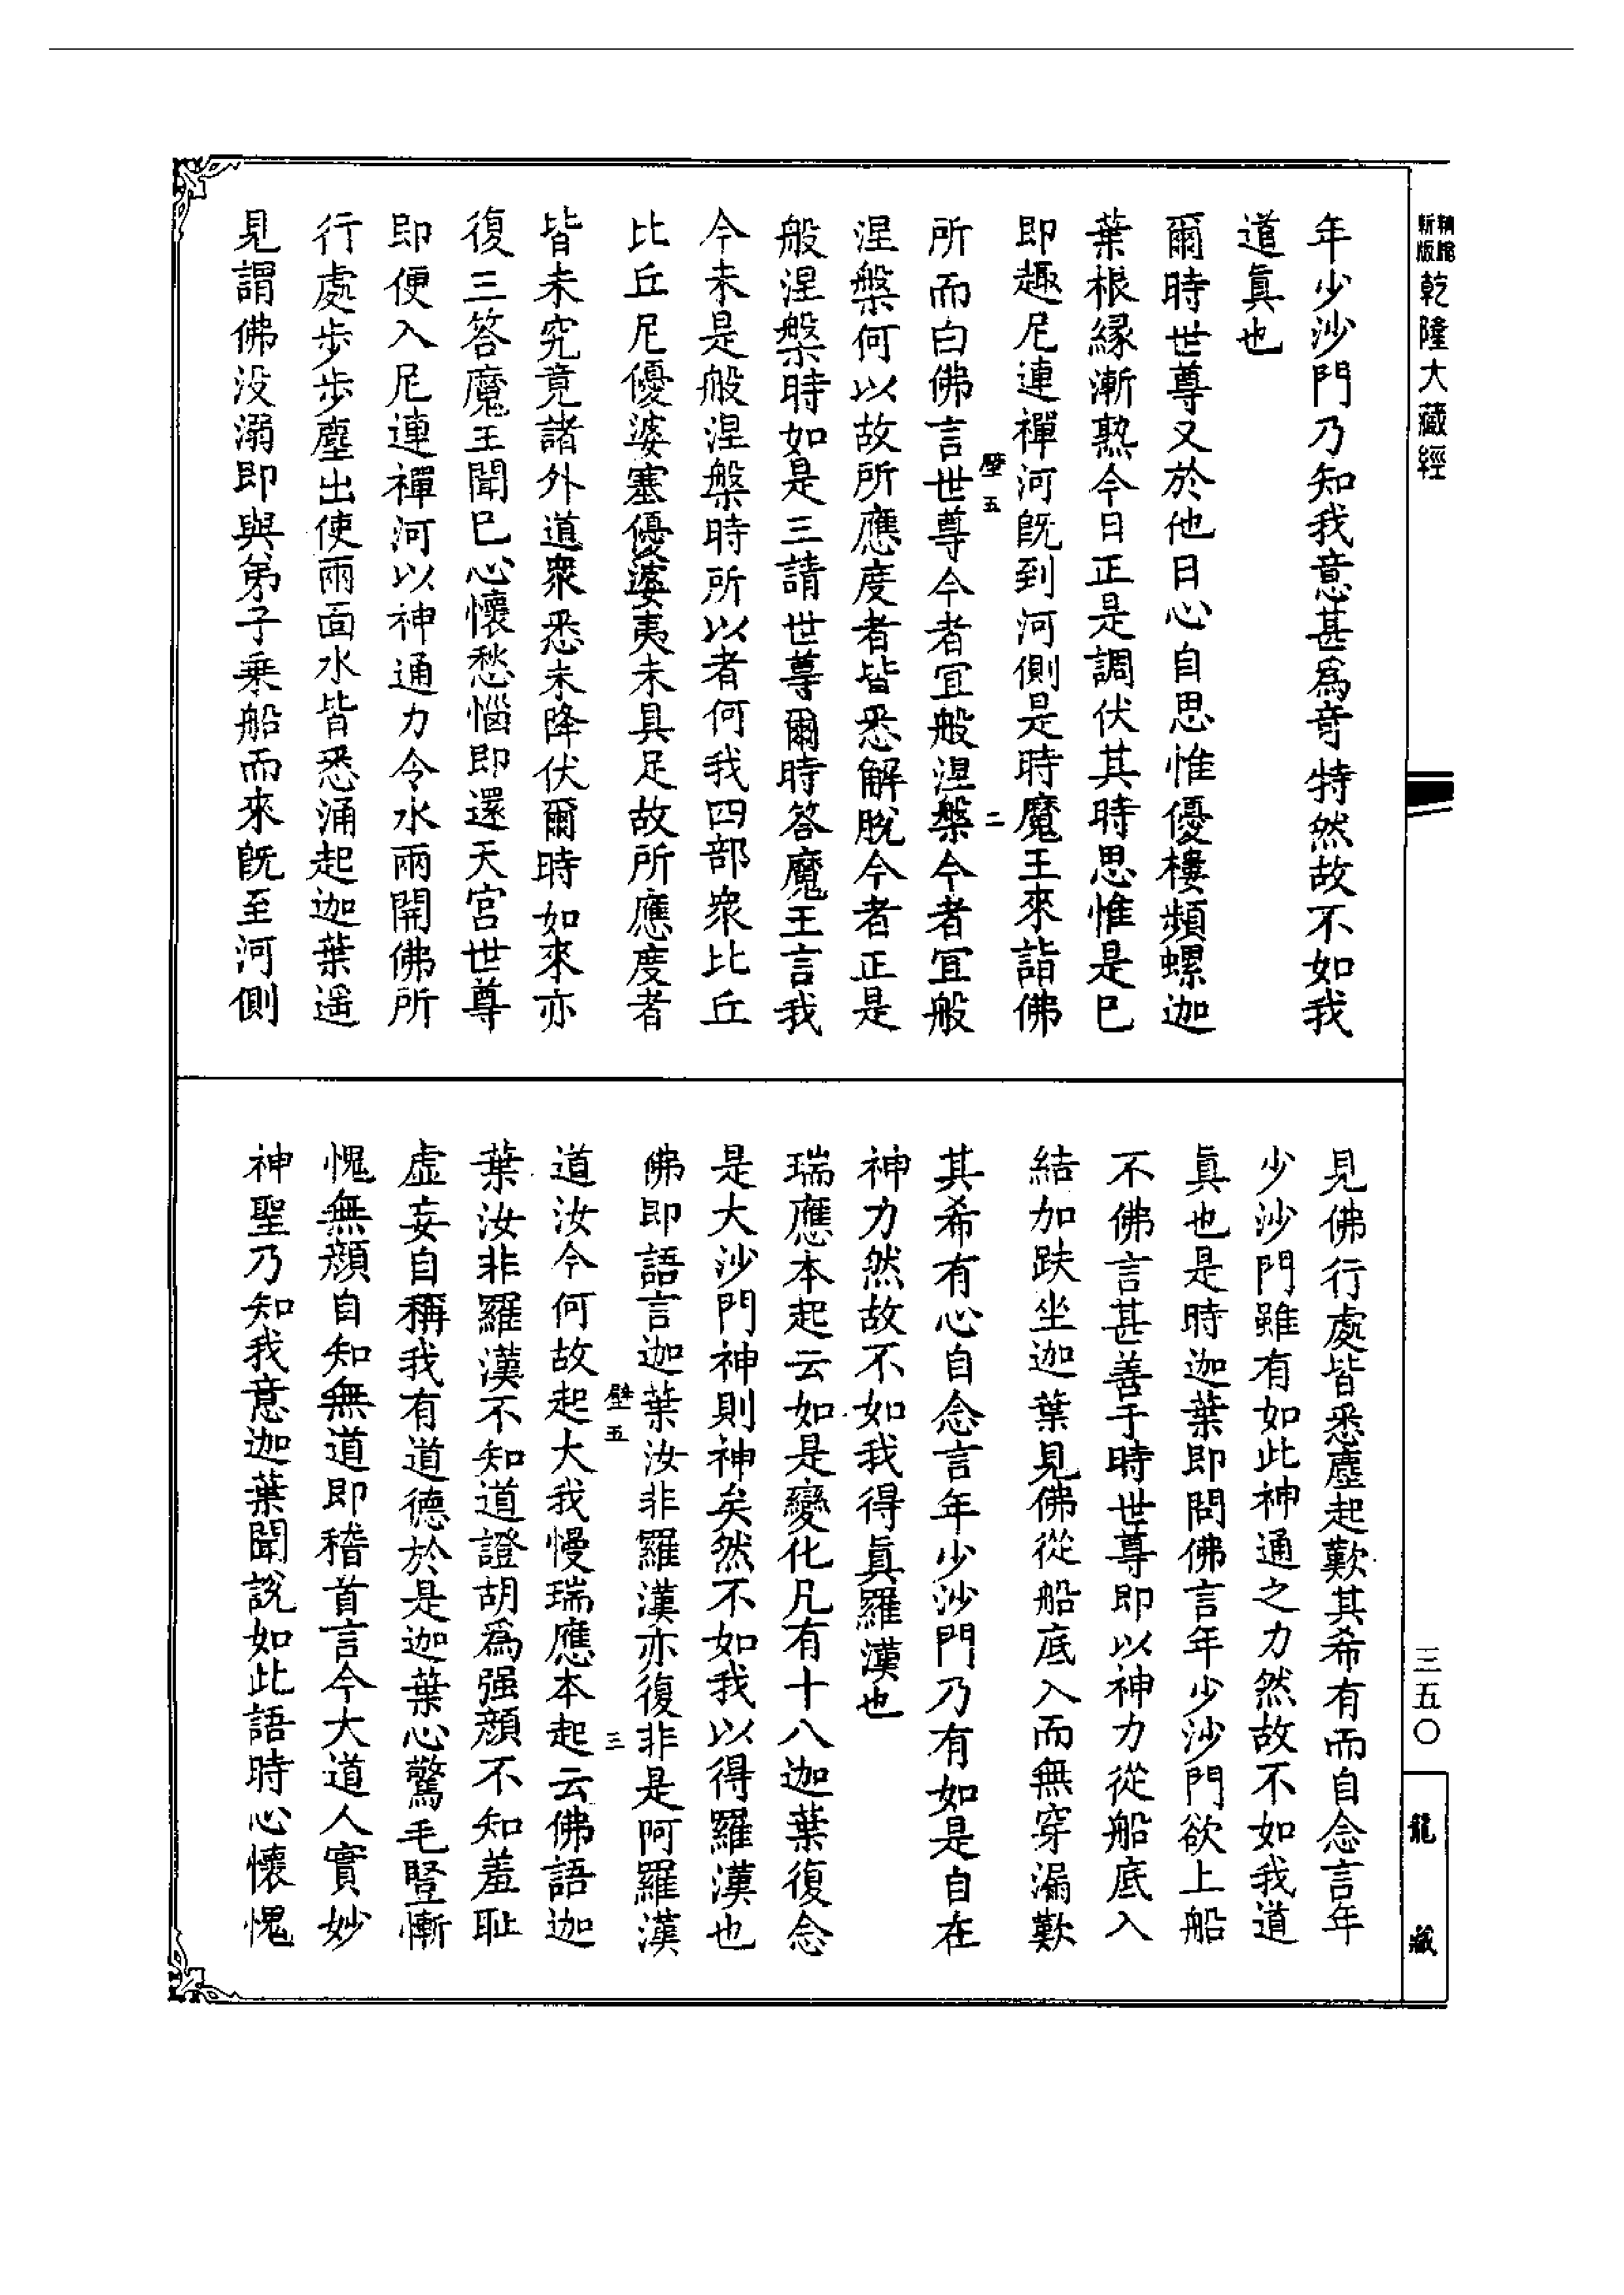 新版
乾隆大藏經
年少沙門乃知我意甚爲竒特然故不如我
道眞也
爾時世尊又於他日心自思惟優樓頻螺迦
葉根縁漸熟今日正是調伏其時思惟是巳
即趣尼連禪河旣到河側是時魔王來詣佛
壁五
二
所而白佛言世尊今者宜般涅槃今者宜般
涅槃何以故所應度者皆悉解脫今者正是
般涅槃時如是三請世尊爾時答魔王言我
今未是般涅槃時所以者何我四部衆比丘
比丘尼優婆塞優婆夷未具足故所應度者
皆未究竟諸外道衆悉未降伏爾時如來亦
復三答魔王聞巳心懷愁惱即還天宮世尊
即便入尼連禪河以神通力令水兩開佛所
行處步步塵出使兩面水皆悉涌起迦葉遥
見謂佛没溺即與弟子乗船而來旣至河側
見佛行處皆悉塵起歎其希有而自念言年
少沙門雖有如此神通之力然故不如我道
眞也是時迦葉即問佛言年少沙門欲上船
不佛言甚善于時世尊即以神力從船底入
結加趺坐迦葉見佛從船底入而無穿漏歎
其希有心自念言年少沙門乃有如是自在
神力然故不如我得眞羅漢也
瑞應本起云如是變化凡有十八迦葉復念
是大沙門神則神矣然不如我以得羅漢也
佛即語言迦葉汝非羅漢亦復非是阿羅漢
壁五
三
道汝今何故起大我慢瑞應本起云佛語迦
葉汝非羅漢不知道證胡爲强顔不知羞耻
虛妄自稱我有道德於是迦葉心驚毛豎慚
愧無顔自知無道即稽首言今大道人實妙
神聖乃知我意迦葉聞說如此語時心懷愧
三五〇
龍藏